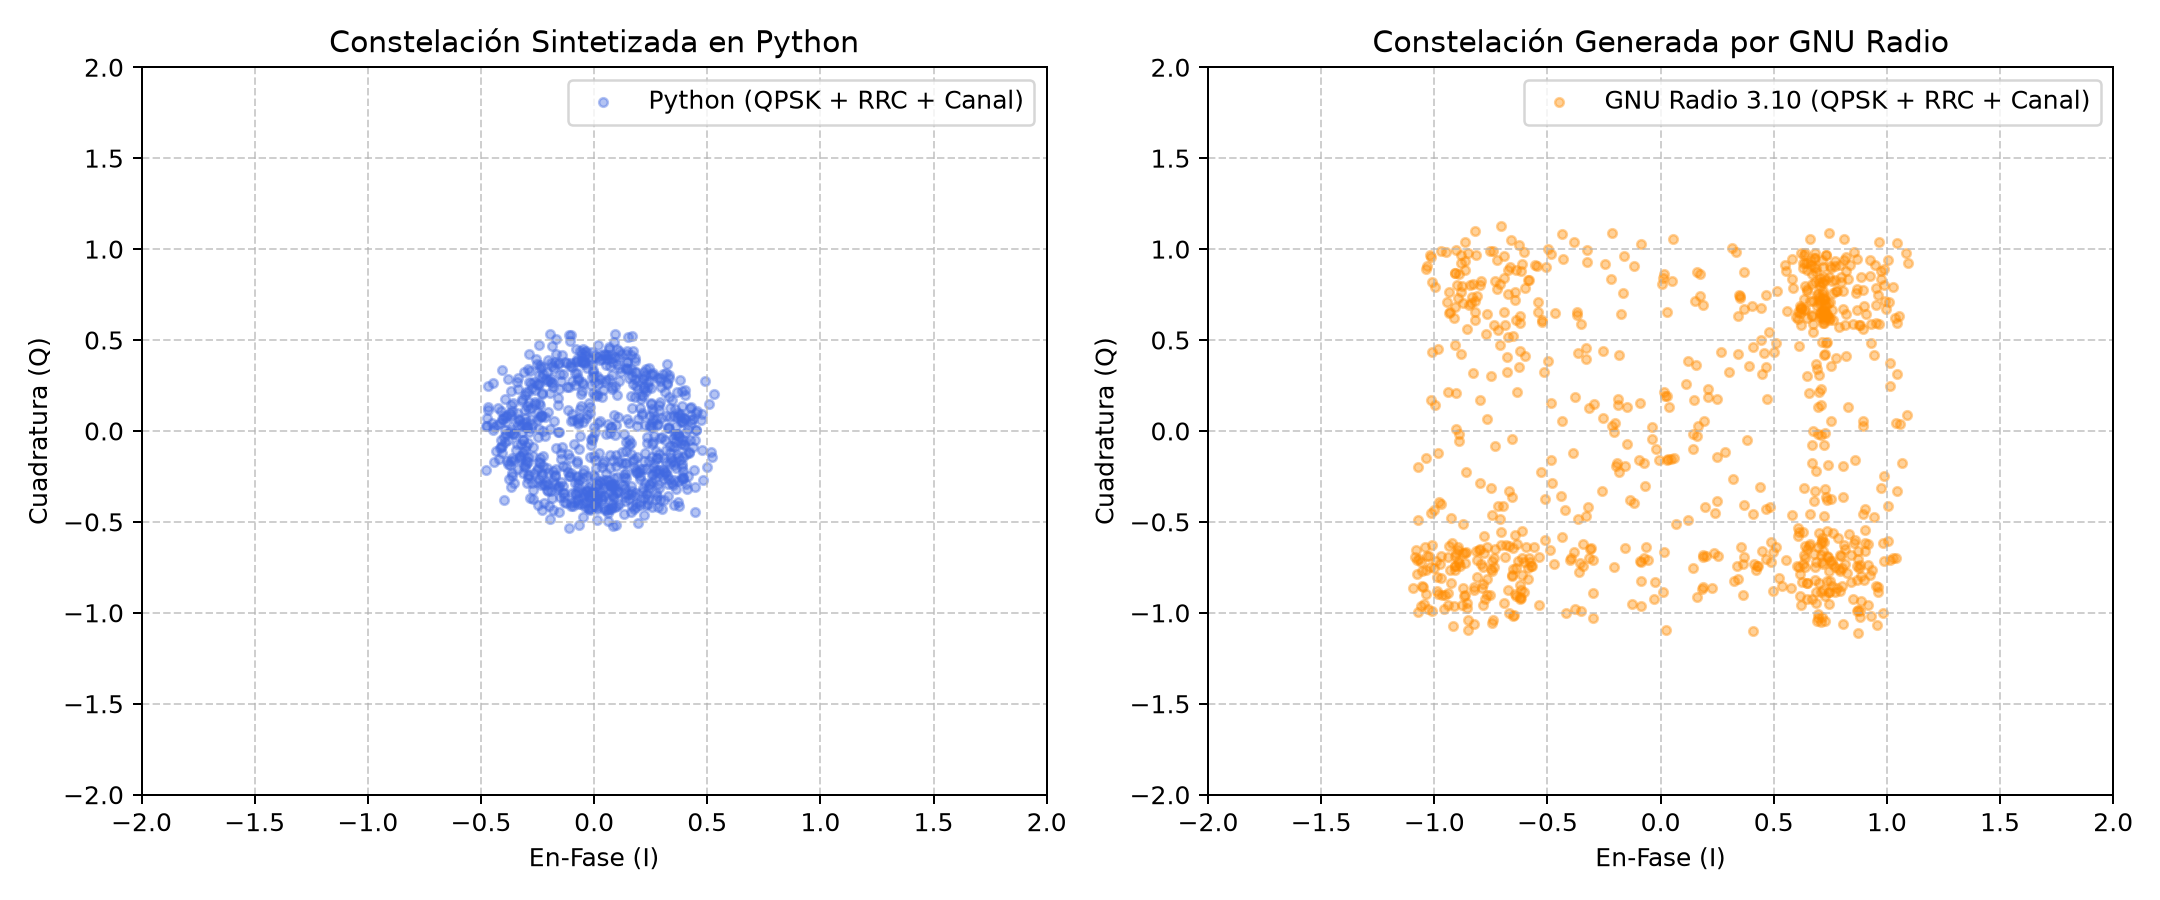 Constelación Sintetizada en Python
Python (QPSK + RRC + Canal)
2.0
1.5
1.0
0.5
0.0
−0.5
−1.0
−1.5
−2.0
Cuadratura (Q)
−2.0 −1.5 −1.0 −0.5 0.0 0.5 1.0 1.5 2.0
En-Fase (I)
Constelación Generada por GNU Radio
GNU Radio 3.10 (QPSK + RRC + Canal)
2.0
1.5
1.0
0.5
0.0
−0.5
−1.0
−1.5
−2.0
Cuadratura (Q)
−2.0 −1.5 −1.0 −0.5 0.0 0.5 1.0 1.5 2.0
En-Fase (I)